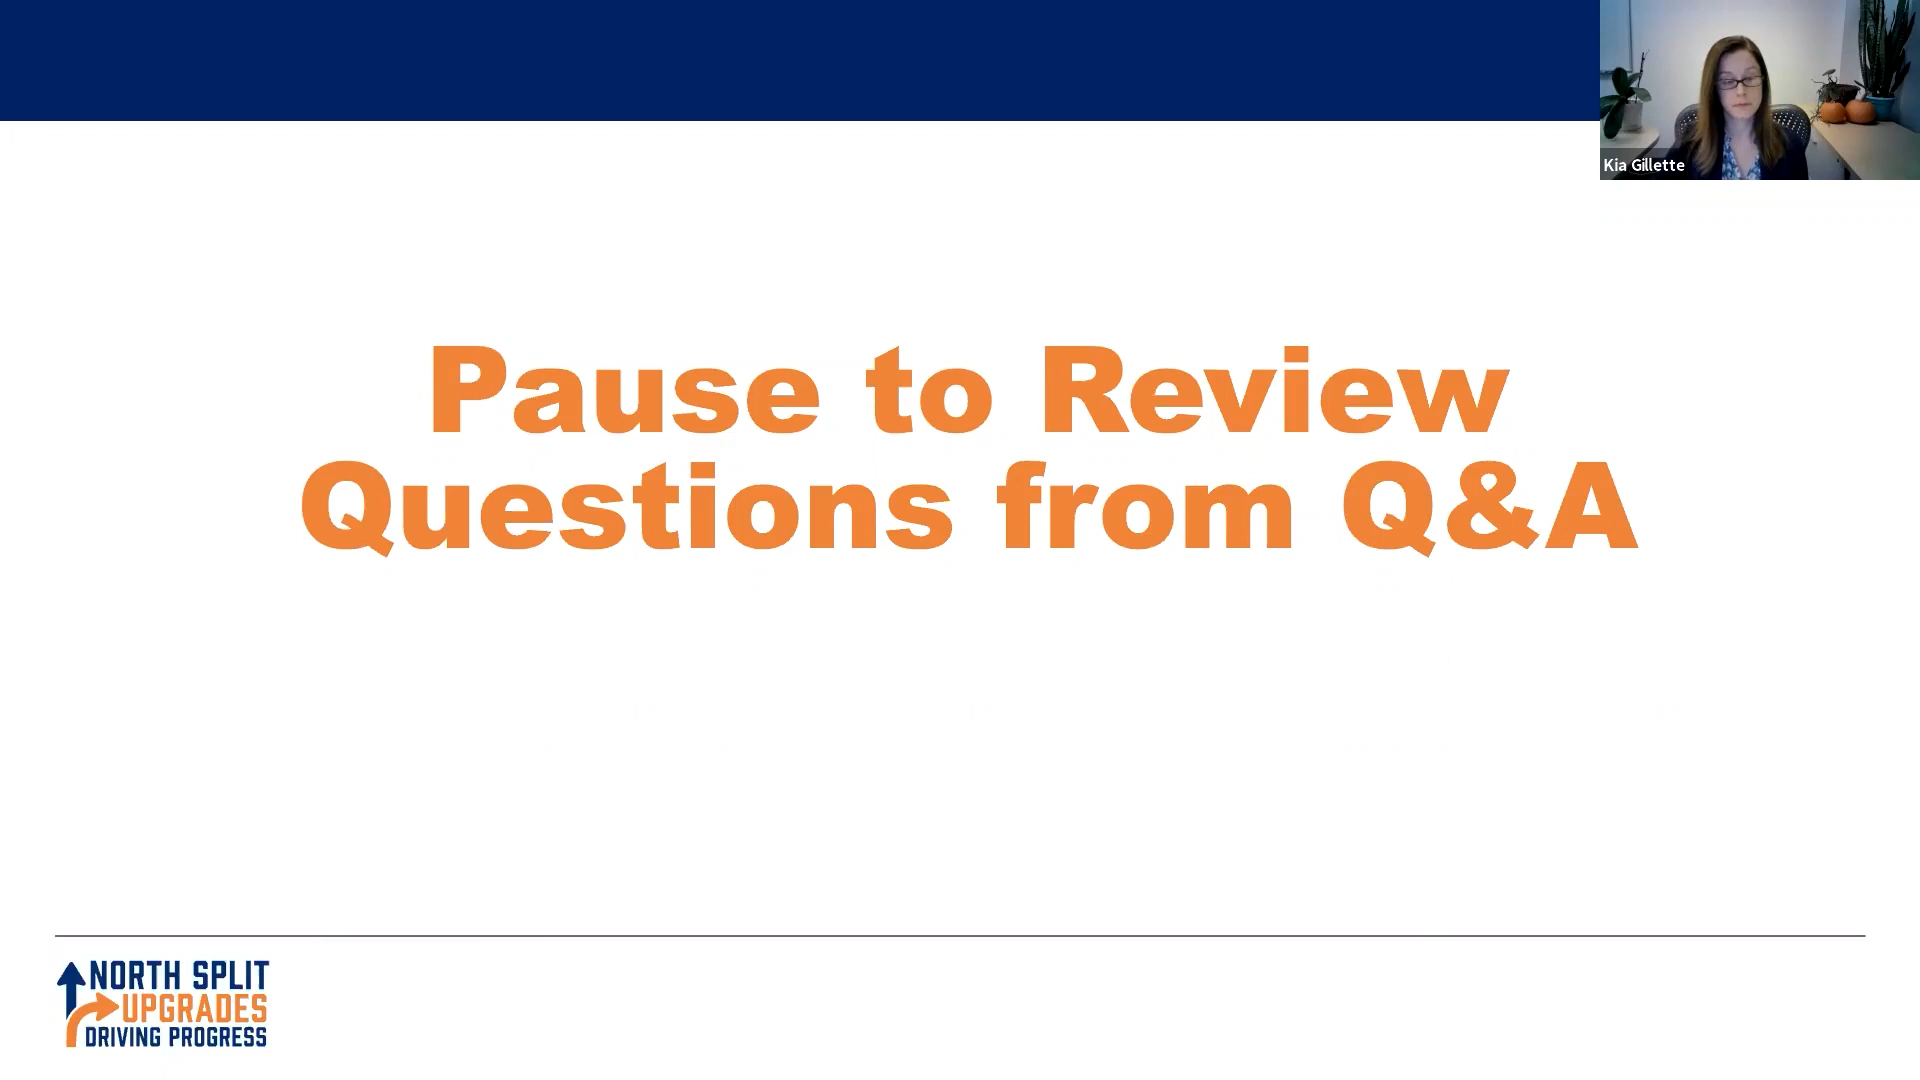 Kia Gillette
Pause to Review
Questions from Q&A
NORTH SPLIT
UPGRADES
DRIVING PROGRESS